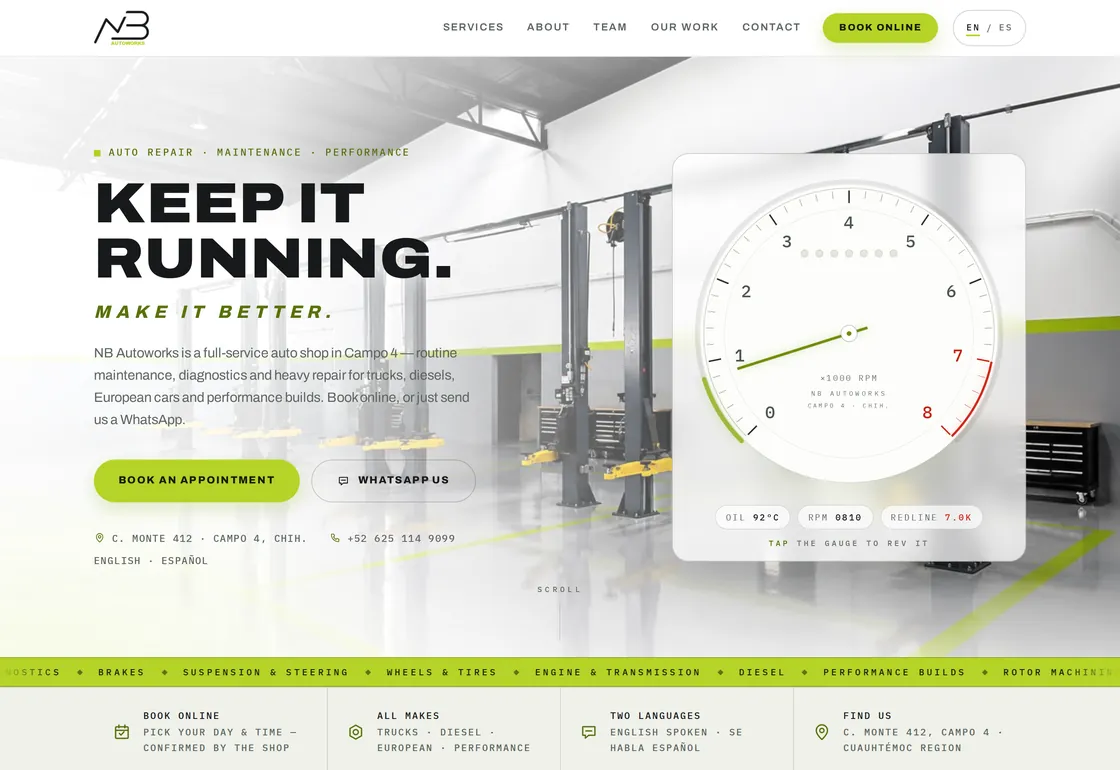 NB
AUTOWORKS
SERVICES ABOUT TEAM OUR WORK CONTACT BOOK ONLINE EN / ES
AUTO REPAIR · MAINTENANCE · PERFORMANCE
KEEP IT
RUNNING.
MAKE IT BETTER.
NB Autoworks is a full-service auto shop in Campo 4 — routine
maintenance, diagnostics and heavy repair for trucks, diesels,
European cars and performance builds. Book online, or just send
us a WhatsApp.
BOOK AN APPOINTMENT WHATSAPP US
C. MONTE 412 · CAMPO 4, CHIH. +52 625 114 9099
ENGLISH · ESPAÑOL
0 1 2 3 4 5 6 7 8
×1000 RPM
NB AUTOWORKS
CAMPO 4 · CHIH.
OIL 92°C RPM 0810 REDLINE 7.0K
TAP THE GAUGE TO REV IT
SCROLL
NOSTICS ◆ BRAKES ◆ SUSPENSION & STEERING ◆ WHEELS & TIRES ◆ ENGINE & TRANSMISSION ◆ DIESEL ◆ PERFORMANCE BUILDS ◆ ROTOR MACHININ
BOOK ONLINE
PICK YOUR DAY & TIME —
CONFIRMED BY THE SHOP
ALL MAKES
TRUCKS · DIESEL ·
EUROPEAN · PERFORMANCE
TWO LANGUAGES
ENGLISH SPOKEN · SE
HABLA ESPAÑOL
FIND US
C. MONTE 412, CAMPO 4 ·
CUAUHTÉMOC REGION